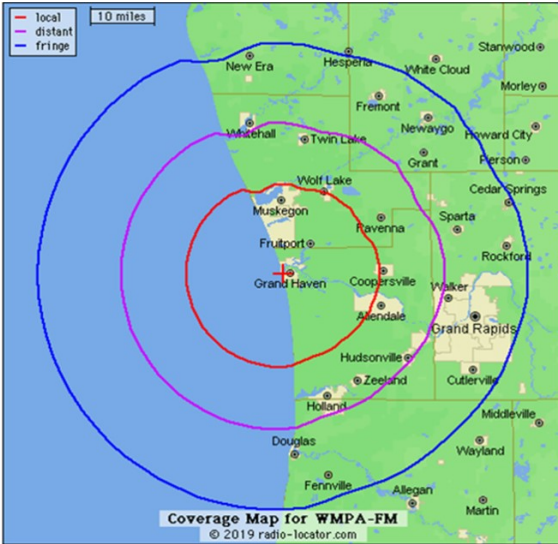 local
distant
fringe
10 miles
Stanwood
New Era
Hesperia
White Cloud
Morley
Fremont
Whitehall
Twin Lake
Newaygo
Howard City
Grant
Pierson
Wolf Lake
Cedar Springs
Muskegon
Ravenna
Sparta
Fruitport
Rockford
Grand Haven
Coopersville
Walker
Allendale
Grand Rapids
Hudsonville
Zeeland
Cutlerville
Holland
Middleville
Douglas
Wayland
Fennville
Allegan
Martin
Coverage Map for WMPA-FM
© 2019 radio-locator.com